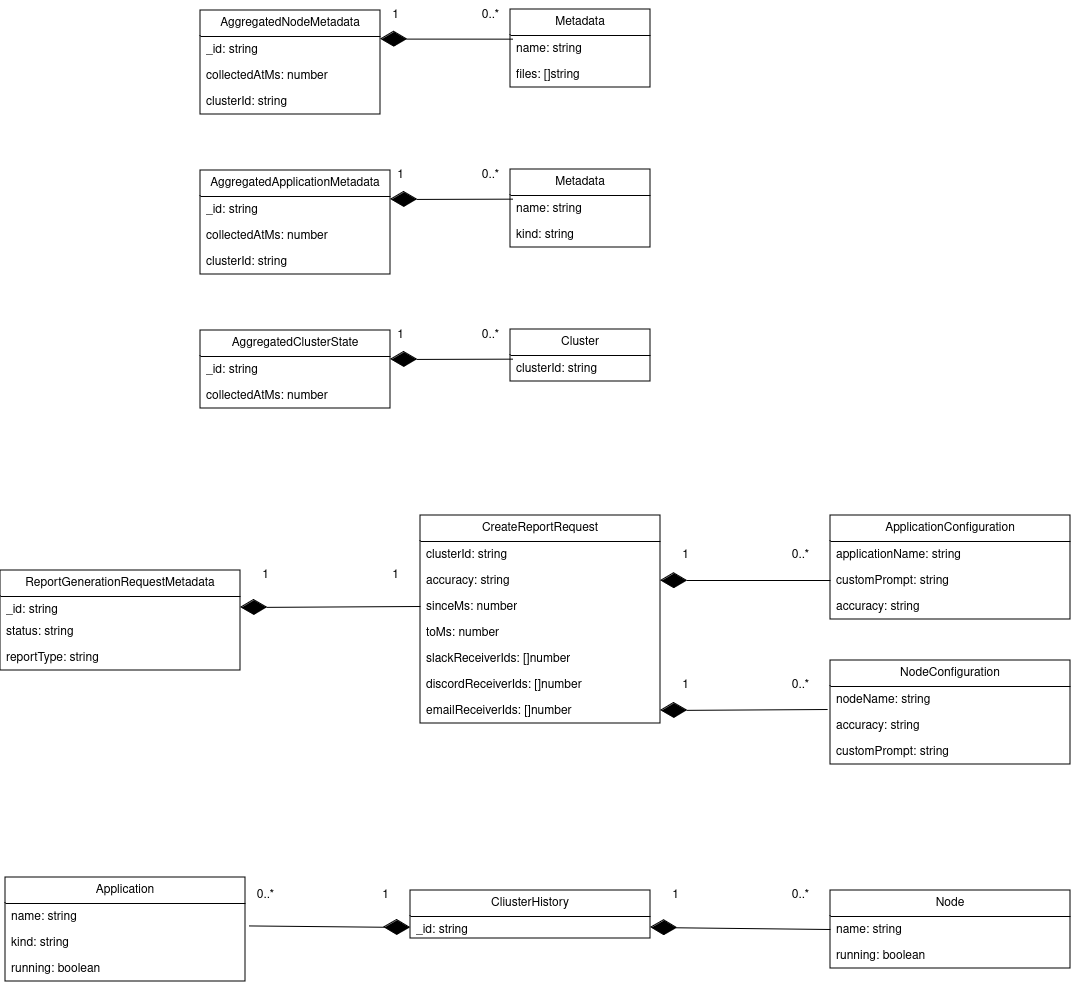 AggregatedNodeMetadata
_id: string
collectedAtMs: number
clusterId: string
1
0..*
Metadata
name: string
files: []string
AggregatedApplicationMetadata
_id: string
collectedAtMs: number
clusterId: string
1
0..*
Metadata
name: string
kind: string
AggregatedClusterState
_id: string
collectedAtMs: number
1
0..*
Cluster
clusterId: string
ReportGenerationRequestMetadata
_id: string
status: string
reportType: string
1
1
CreateReportRequest
clusterId: string
accuracy: string
sinceMs: number
toMs: number
slackReceiverIds: []number
discordReceiverIds: []number
emailReceiverIds: []number
1
0..*
ApplicationConfiguration
applicationName: string
customPrompt: string
accuracy: string
1
0..*
NodeConfiguration
nodeName: string
accuracy: string
customPrompt: string
Application
name: string
kind: string
running: boolean
0..*
1
CliusterHistory
_id: string
1
0..*
Node
name: string
running: boolean